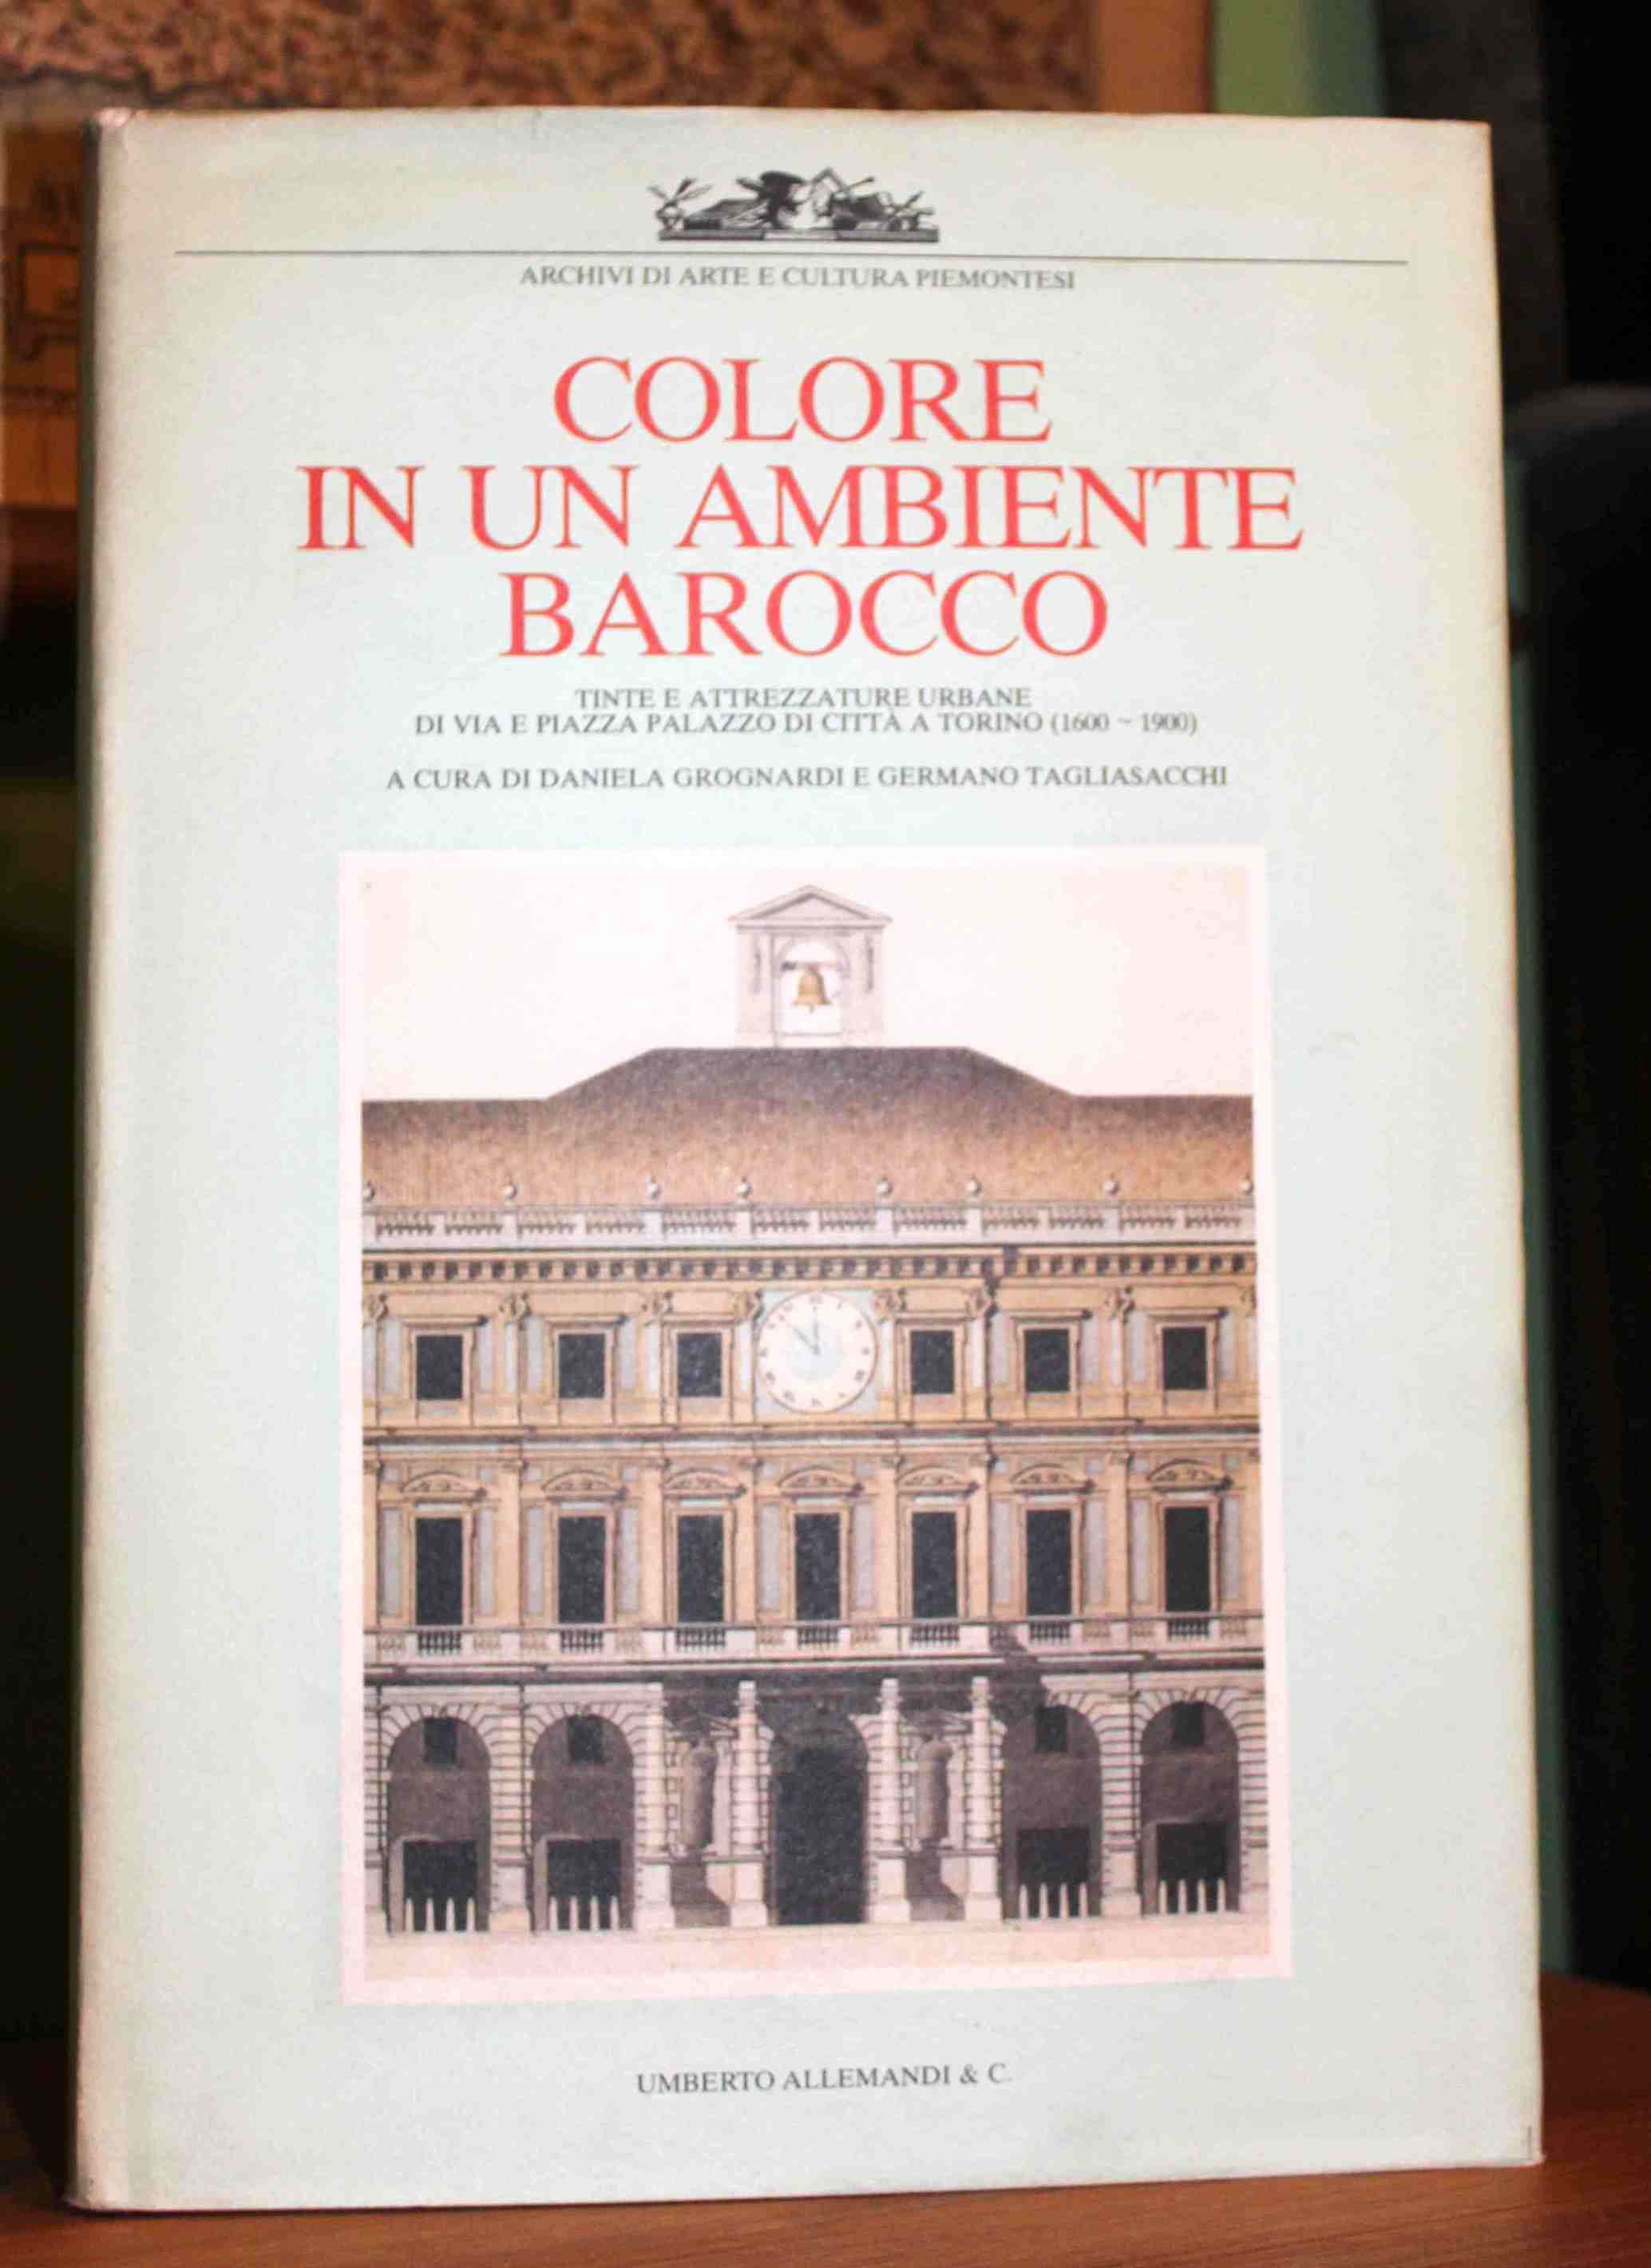 ARCHIVI DI ARTE E CULTURA PIEMONTESI
COLORE
IN UN AMBIENTE
BAROCCO
TINTE E ATTREZZATURE URBANE
DI VIA E PIAZZA PALAZZO DI CITTÀ A TORINO (1600 ~ 1900)
A CURA DI DANIELA GROGNARDI E GERMANO TAGLIASACCHI
UMBERTO ALLEMANDI & C.